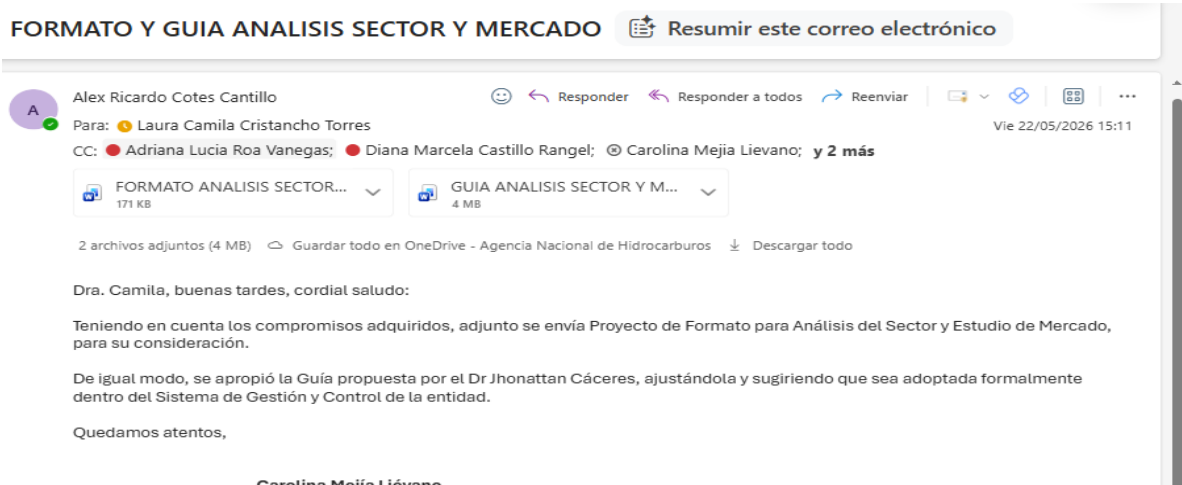 FORMATO Y GUIA ANALISIS SECTOR Y MERCADO Resumir este correo electrónico
A
Alex Ricardo Cotes Cantillo Responder Responder a todos Reenviar
Para: Laura Camila Cristancho Torres Vie 22/05/2026 15:11
CC: Adriana Lucia Roa Vanegas; Diana Marcela Castillo Rangel; Carolina Mejia Lievano; y 2 más
FORMATO ANALISIS SECTOR... GUIA ANALISIS SECTOR Y M...
171 KB 4 MB
2 archivos adjuntos (4 MB) Guardar todo en OneDrive - Agencia Nacional de Hidrocarburos Descargar todo
Dra. Camila, buenas tardes, cordial saludo:
Teniendo en cuenta los compromisos adquiridos, adjunto se envía Proyecto de Formato para Análisis del Sector y Estudio de Mercado,
para su consideración.
De igual modo, se apropió la Guía propuesta por el Dr Jhonattan Cáceres, ajustándola y sugiriendo que sea adoptada formalmente
dentro del Sistema de Gestión y Control de la entidad.
Quedamos atentos,
Carolina Mejía Liévano